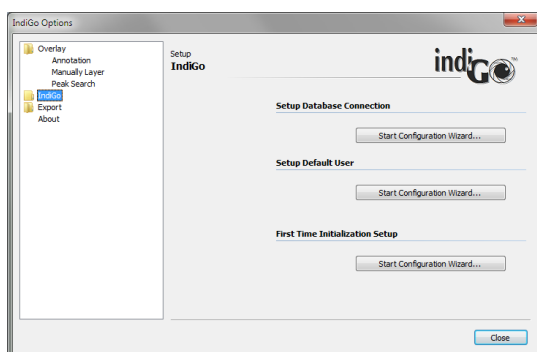 IndiGo Options
Overlay
Annotation
Manually Layer
Peak Search
IndiGo
Export
About
Setup
IndiGo
indiGo™
Setup Database Connection
Start Configuration Wizard...
Setup Default User
Start Configuration Wizard...
First Time Initialization Setup
Start Configuration Wizard...
Close